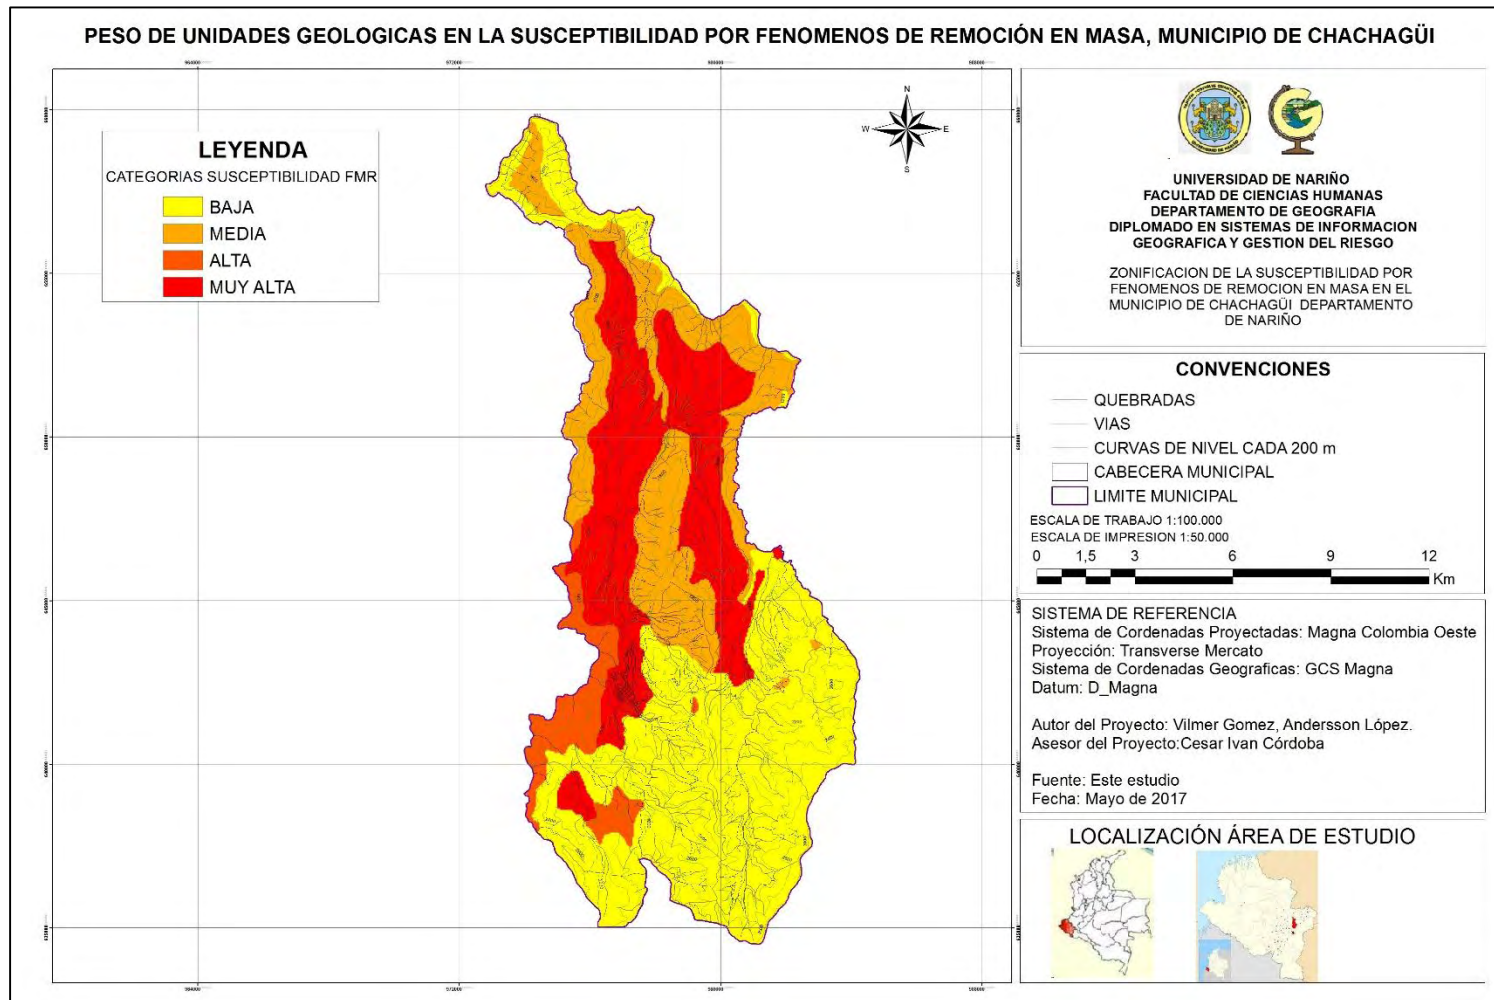 PESO DE UNIDADES GEOLOGICAS EN LA SUSCEPTIBILIDAD POR FENOMENOS DE REMOCIÓN EN MASA, MUNICIPIO DE CHACHAGÜI
LEYENDA
CATEGORIAS SUSCEPTIBILIDAD FMR
BAJA
MEDIA
ALTA
MUY ALTA
N
W
E
S
UNIVERSIDAD DE NARIÑO
FACULTAD DE CIENCIAS HUMANAS
DEPARTAMENTO DE GEOGRAFIA
DIPLOMADO EN SISTEMAS DE INFORMACION
GEOGRAFICA Y GESTION DEL RIESGO
ZONIFICACION DE LA SUSCEPTIBILIDAD POR
FENOMENOS DE REMOCION EN MASA EN EL
MUNICIPIO DE CHACHAGÜI DEPARTAMENTO
DE NARIÑO
CONVENCIONES
QUEBRADAS
VIAS
CURVAS DE NIVEL CADA 200 m
CABECERA MUNICIPAL
LIMITE MUNICIPAL
ESCALA DE TRABAJO 1:100.000
ESCALA DE IMPRESION 1:50.000
0 1,5 3 6 9 12
Km
SISTEMA DE REFERENCIA
Sistema de Cordenadas Proyectadas: Magna Colombia Oeste
Proyección: Transverse Mercato
Sistema de Cordenadas Geograficas: GCS Magna
Datum: D_Magna
Autor del Proyecto: Vilmer Gomez, Andersson López.
Asesor del Proyecto:Cesar Ivan Córdoba
Fuente: Este estudio
Fecha: Mayo de 2017
LOCALIZACIÓN ÁREA DE ESTUDIO